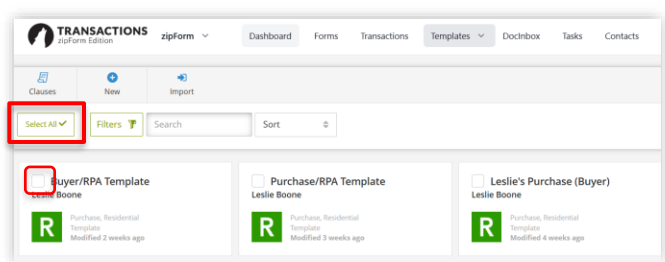 TRANSACTIONS
zipForm Edition
zipForm
Dashboard
Forms
Transactions
Templates
DocInbox
Tasks
Contacts
Clauses
New
Import
Select All
Filters
Search
Sort
Buyer/RPA Template
Leslie Boone
R
Purchase, Residential
Template
Modified 2 weeks ago
Purchase/RPA Template
Leslie Boone
R
Purchase, Residential
Template
Modified 3 weeks ago
Leslie's Purchase (Buyer)
Leslie Boone
R
Purchase, Residential
Template
Modified 4 weeks ago